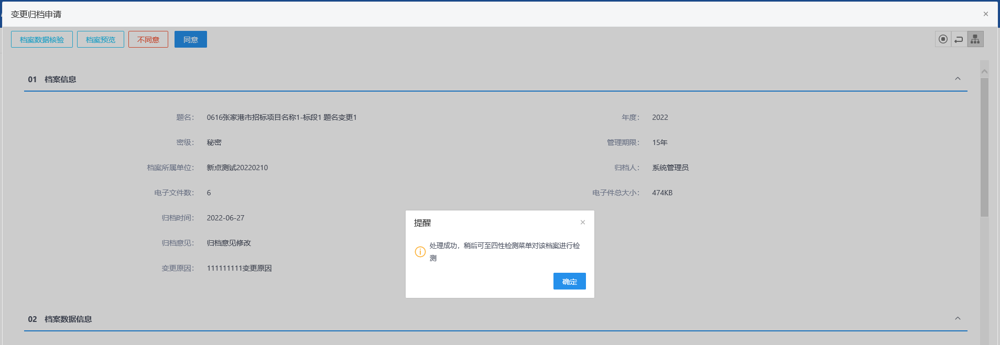 变更归档申请
档案数据核验 档案预览 不同意 同意
01 档案信息
题名： 0616张家港市招标项目名称1-标段1 题名变更1 年度： 2022
密级： 秘密 管理期限： 15年
档案所属单位： 新点测试20220210 归档人： 系统管理员
电子文件数： 6 电子件总大小： 474KB
归档时间： 2022-06-27
归档意见： 归档意见修改
变更原因： 111111111变更原因
提醒
处理成功，稍后可至四性检测菜单对该档案进行检
测
确定
02 档案数据信息